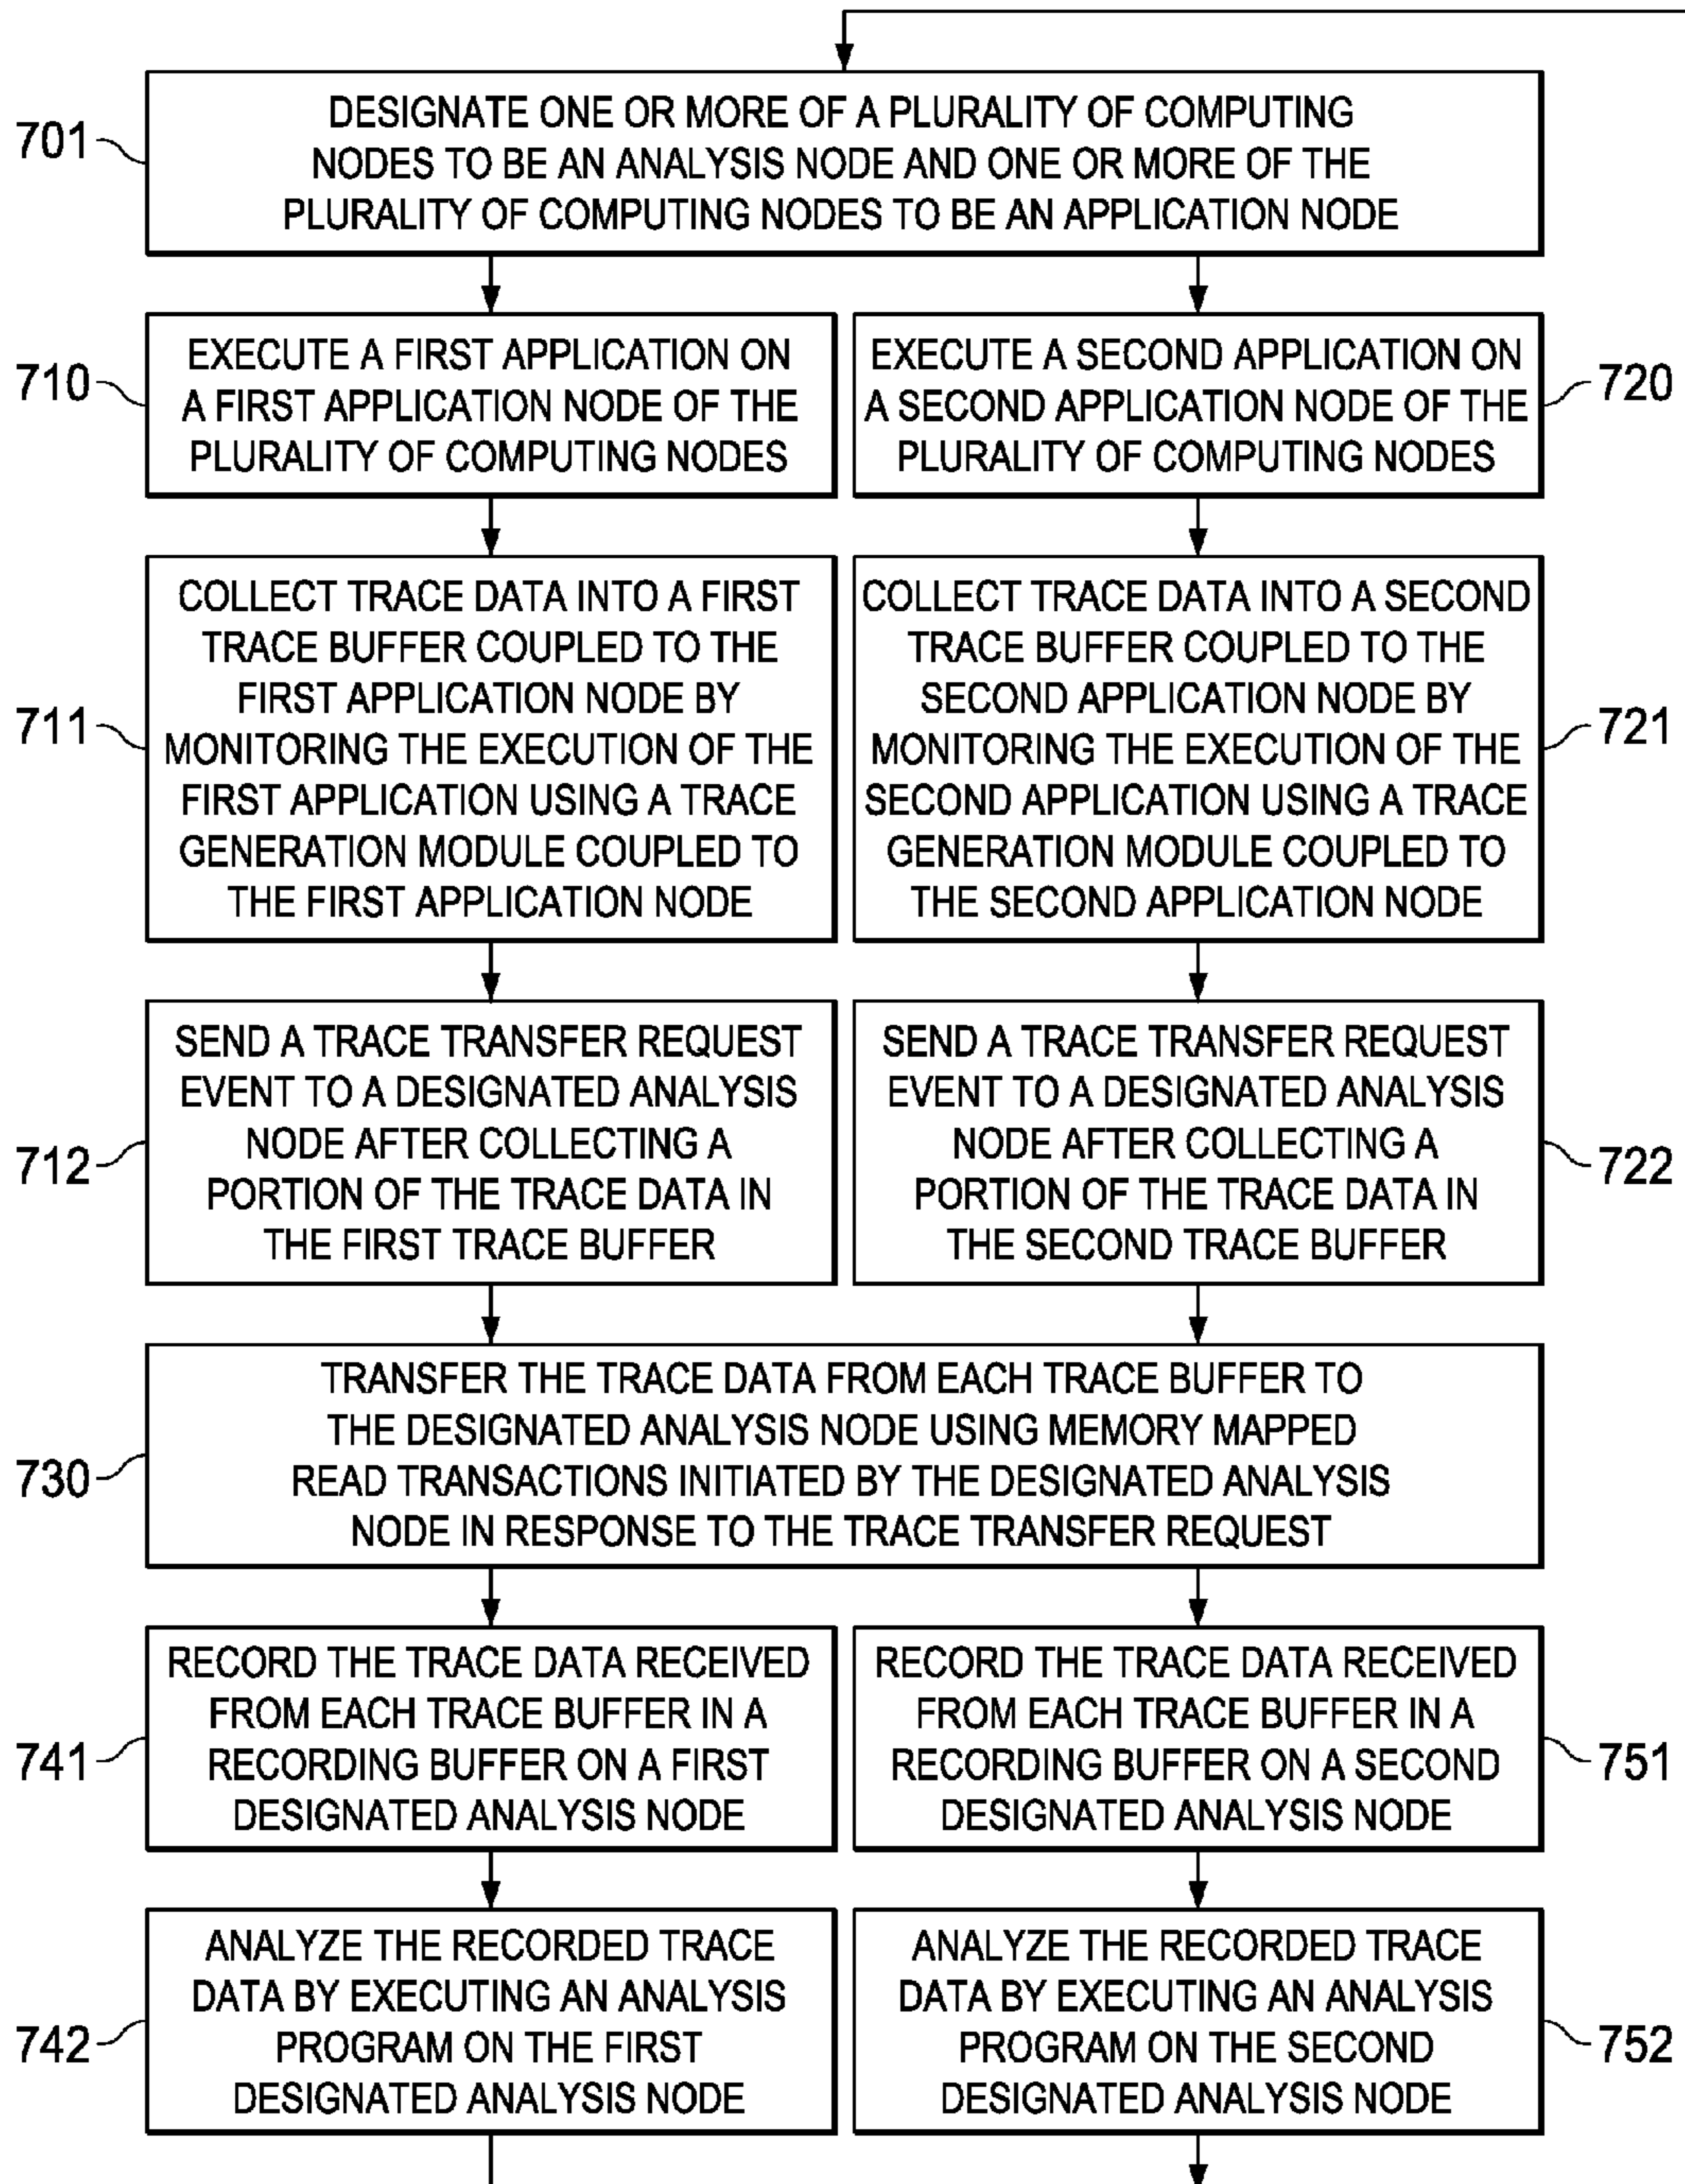 701
DESIGNATE ONE OR MORE OF A PLURALITY OF COMPUTING
NODES TO BE AN ANALYSIS NODE AND ONE OR MORE OF THE
PLURALITY OF COMPUTING NODES TO BE AN APPLICATION NODE
710
EXECUTE A FIRST APPLICATION ON
A FIRST APPLICATION NODE OF THE
PLURALITY OF COMPUTING NODES
EXECUTE A SECOND APPLICATION ON
A SECOND APPLICATION NODE OF THE
PLURALITY OF COMPUTING NODES
720
711
COLLECT TRACE DATA INTO A FIRST
TRACE BUFFER COUPLED TO THE
FIRST APPLICATION NODE BY
MONITORING THE EXECUTION OF THE
FIRST APPLICATION USING A TRACE
GENERATION MODULE COUPLED TO
THE FIRST APPLICATION NODE
COLLECT TRACE DATA INTO A SECOND
TRACE BUFFER COUPLED TO THE
SECOND APPLICATION NODE BY
MONITORING THE EXECUTION OF THE
SECOND APPLICATION USING A TRACE
GENERATION MODULE COUPLED TO
THE SECOND APPLICATION NODE
721
712
SEND A TRACE TRANSFER REQUEST
EVENT TO A DESIGNATED ANALYSIS
NODE AFTER COLLECTING A
PORTION OF THE TRACE DATA IN
THE FIRST TRACE BUFFER
SEND A TRACE TRANSFER REQUEST
EVENT TO A DESIGNATED ANALYSIS
NODE AFTER COLLECTING A
PORTION OF THE TRACE DATA IN
THE SECOND TRACE BUFFER
722
730
TRANSFER THE TRACE DATA FROM EACH TRACE BUFFER TO
THE DESIGNATED ANALYSIS NODE USING MEMORY MAPPED
READ TRANSACTIONS INITIATED BY THE DESIGNATED ANALYSIS
NODE IN RESPONSE TO THE TRACE TRANSFER REQUEST
741
RECORD THE TRACE DATA RECEIVED
FROM EACH TRACE BUFFER IN A
RECORDING BUFFER ON A FIRST
DESIGNATED ANALYSIS NODE
RECORD THE TRACE DATA RECEIVED
FROM EACH TRACE BUFFER IN A
RECORDING BUFFER ON A SECOND
DESIGNATED ANALYSIS NODE
751
742
ANALYZE THE RECORDED TRACE
DATA BY EXECUTING AN ANALYSIS
PROGRAM ON THE FIRST
DESIGNATED ANALYSIS NODE
ANALYZE THE RECORDED TRACE
DATA BY EXECUTING AN ANALYSIS
PROGRAM ON THE SECOND
DESIGNATED ANALYSIS NODE
752